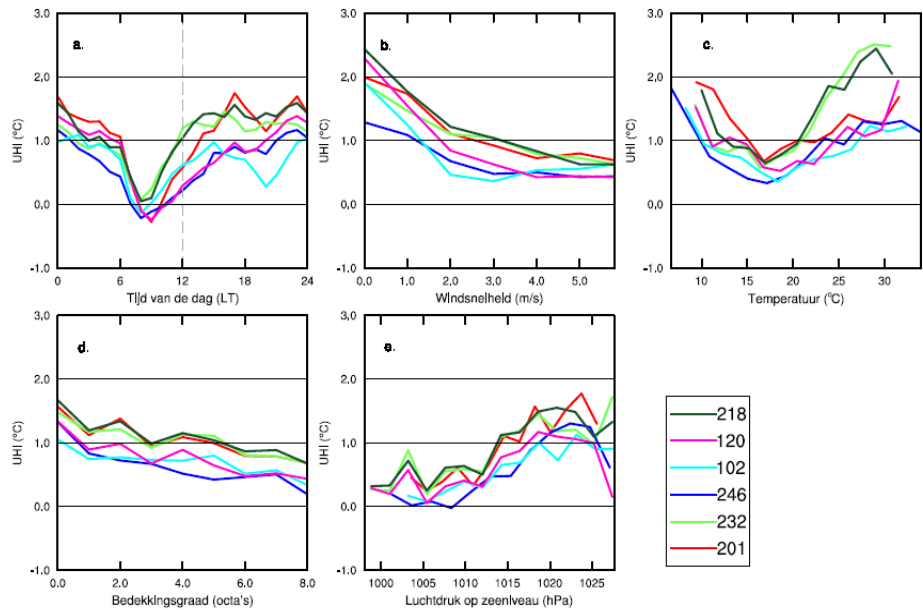 3.0 3.0 3.0
a. b. c.
2.0 2.0 2.0
UHI (°C) UHI (°C) UHI (°C)
1.0 1.0 1.0
0.0 0.0 0.0
-1.0 -1.0 -1.0
0 6 12 18 24 0.0 1.0 2.0 3.0 4.0 5.0 10 15 20 25 30
Tijd van de dag (LT) Windsnelheid (m/s) Temperatuur (°C)
3.0 3.0
d. e.
2.0 2.0
UHI (°C) UHI (°C)
1.0 1.0
0.0 0.0
-1.0 -1.0
0.0 2.0 4.0 6.0 8.0 1000 1005 1010 1015 1020 1025
Bedekkingsgraad (octa's) Luchtdruk op zeeniveau (hPa)
218
120
102
246
232
201